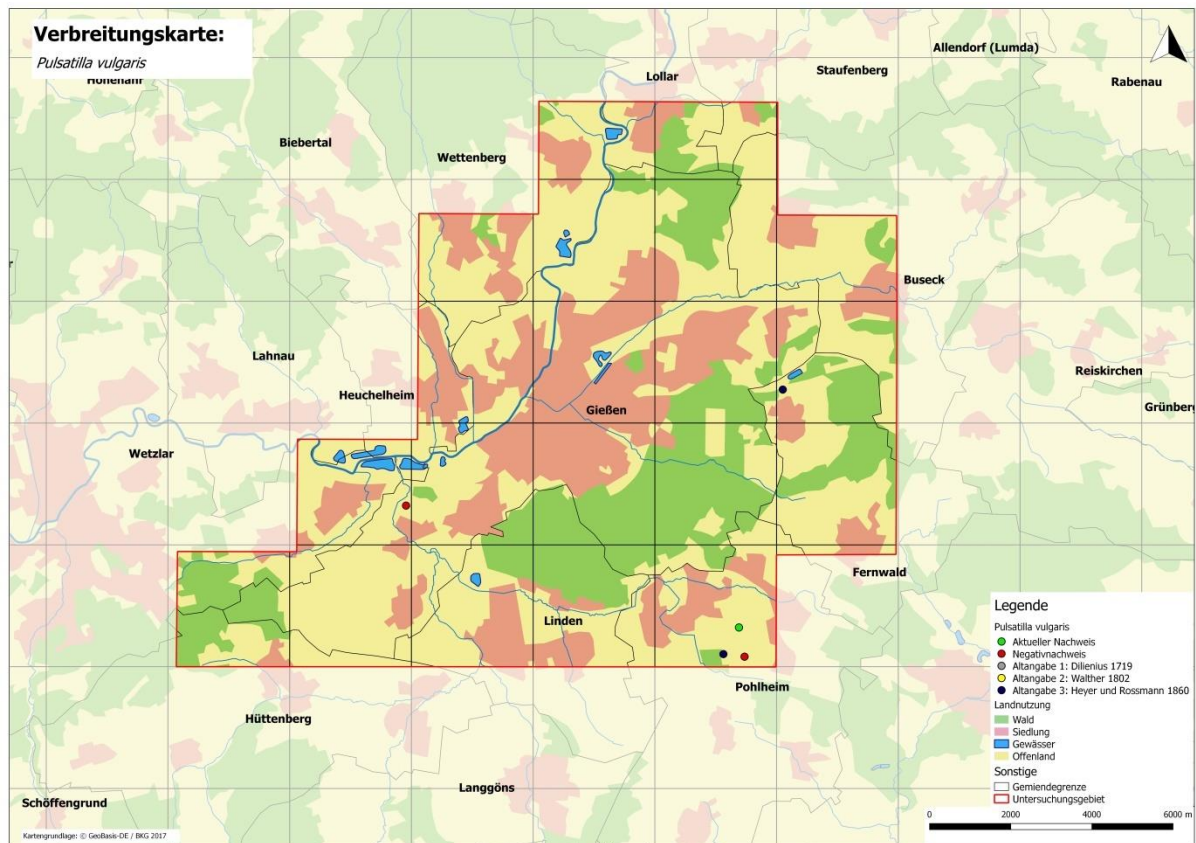 Verbreitungskarte:
Pulsatilla vulgaris
Hohenahr
Allendorf (Lumda)
Lollar
Staufenberg
Rabenau
Biebertal
Wettenberg
Buseck
Lahnau
Reiskirchen
Heuchelheim
Gießen
Grünberg
Wetzlar
Fernwald
Linden
Pohlheim
Hüttenberg
Langgöns
Schöffengrund
Legende
Pulsatilla vulgaris
Aktueller Nachweis
Negativnachweis
Altangabe 1: Dilienius 1719
Altangabe 2: Walther 1802
Altangabe 3: Heyer und Rossmann 1860
Landnutzung
Wald
Siedlung
Gewässer
Offenland
Sonstige
Gemiendegrenze
Untersuchungsgebiet
0 2000 4000 6000 m
Kartengrundlage: © GeoBasis-DE / BKG 2017